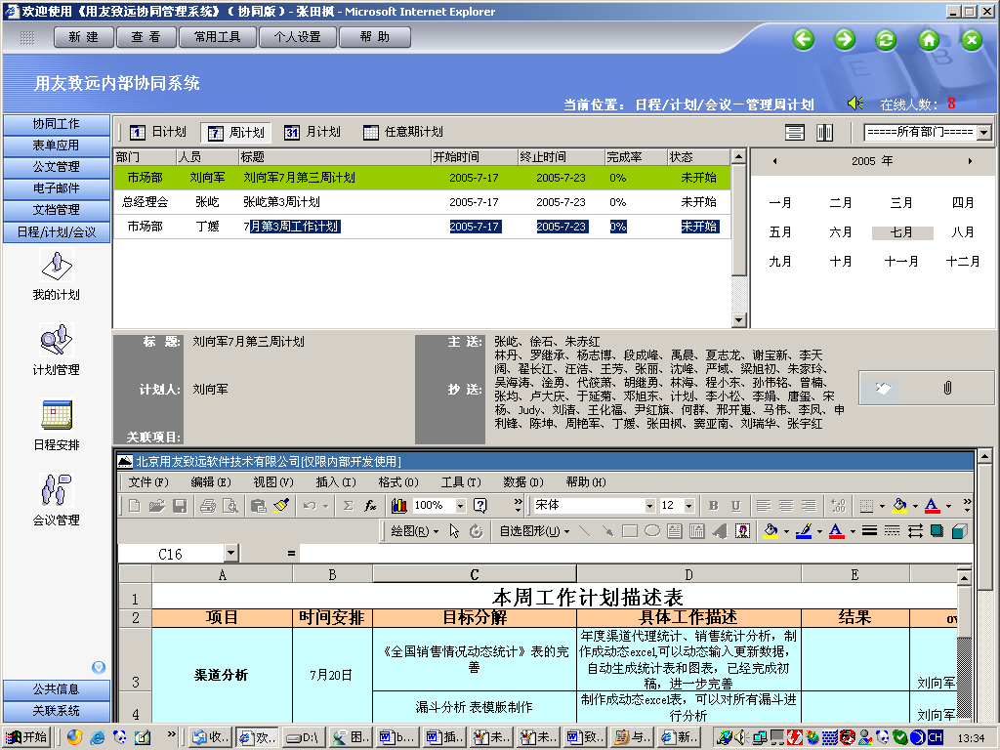 欢迎使用《用友致远协同管理系统》（协同版）- 张田枫 - Microsoft Internet Explorer
新 建 查 看 常用工具 个人设置 帮 助
用友致远内部协同系统
当前位置： 日程/计划/会议－管理周计划 在线人数： 8
协同工作
表单应用
公文管理
电子邮件
文档管理
日程/计划/会议
我的计划
计划管理
日程安排
会议管理
公共信息
关联系统
1 日计划 7 周计划 31 月计划 任意期计划 =====所有部门=====
部门 人员 标题 开始时间 终止时间 完成率 状态
市场部 刘向军 刘向军7月第三周计划 2005-7-17 2005-7-23 0% 未开始
总经理会 张屹 张屹第3周计划 2005-7-17 2005-7-23 0% 未开始
市场部 丁媛 7月第3周工作计划 2005-7-17 2005-7-23 0% 未开始
2005 年
一月 二月 三月 四月
五月 六月 七月 八月
九月 十月 十一月 十二月
标 题: 刘向军7月第三周计划
计划人: 刘向军
关联项目:
主 送: 张屹、徐石、朱赤红
抄 送: 林丹、罗继承、杨志博、段成峰、禹晨、夏志龙、谢宝新、李天
阔、翟长江、汪浩、王芳、张丽、沈峰、严域、梁旭初、朱家玲、
吴海涛、淦勇、代筱萧、胡继勇、林海、程小东、孙伟铭、曾楠、
张均、卢大庆、于延菊、邓旭东、计划、李小松、李娟、唐玺、宋
杨、Judy、刘洁、王化福、尹红旗、何群、邢开嵬、马伟、李凤、申
利锋、陈坤、周艳军、丁媛、张田枫、窦亚南、刘瑞华、张宇红
北京用友致远软件技术有限公司[仅限内部开发使用]
文件(F) 编辑(E) 视图(V) 插入(I) 格式(O) 工具(T) 数据(D) 帮助(H)
100% 宋体 12 B U
绘图(R) 自选图形(U)
C16 =
A B C D E
1 本周工作计划描述表
2 项目 时间安排 目标分解 具体工作描述 结果 ov
3 渠道分析 7月20日 《全国销售情况动态统计》表的完
善
年度渠道代理统计、销售统计分析，制
作成动态excel,可以动态输入更新数据，
自动生成统计表和图表，已经完成初
稿，进一步完善
刘向军
4 漏斗分析 表模版制作
制作成动态excel表，可以对所有漏斗进
行分析
刘向军
开始 收.. 欢.. D:\ 图.. b... 插.. 未.. 未.. 致.. 与.. 新.. CH 13:34